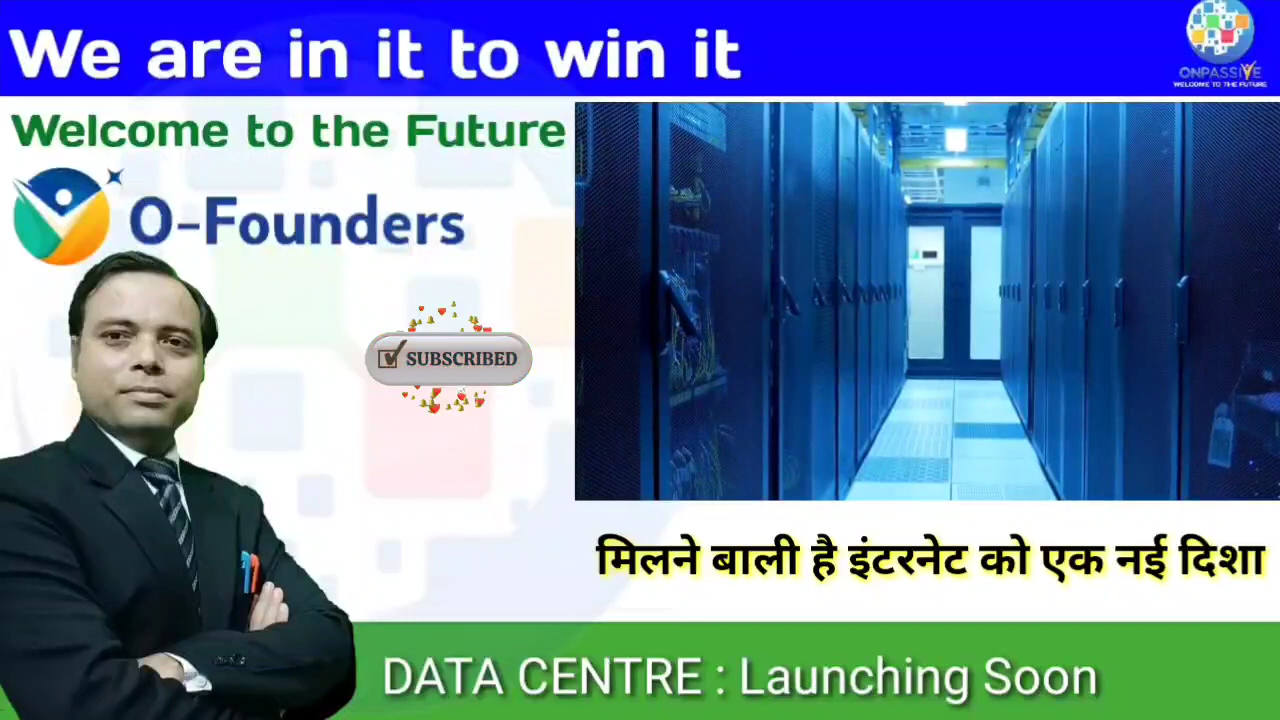 We are in it to win it
ONPASSIVE
WELCOME TO THE FUTURE
Welcome to the Future
O-Founders
SUBSCRIBED
मिलने बाली है इंटरनेट को एक नई दिशा
DATA CENTRE : Launching Soon